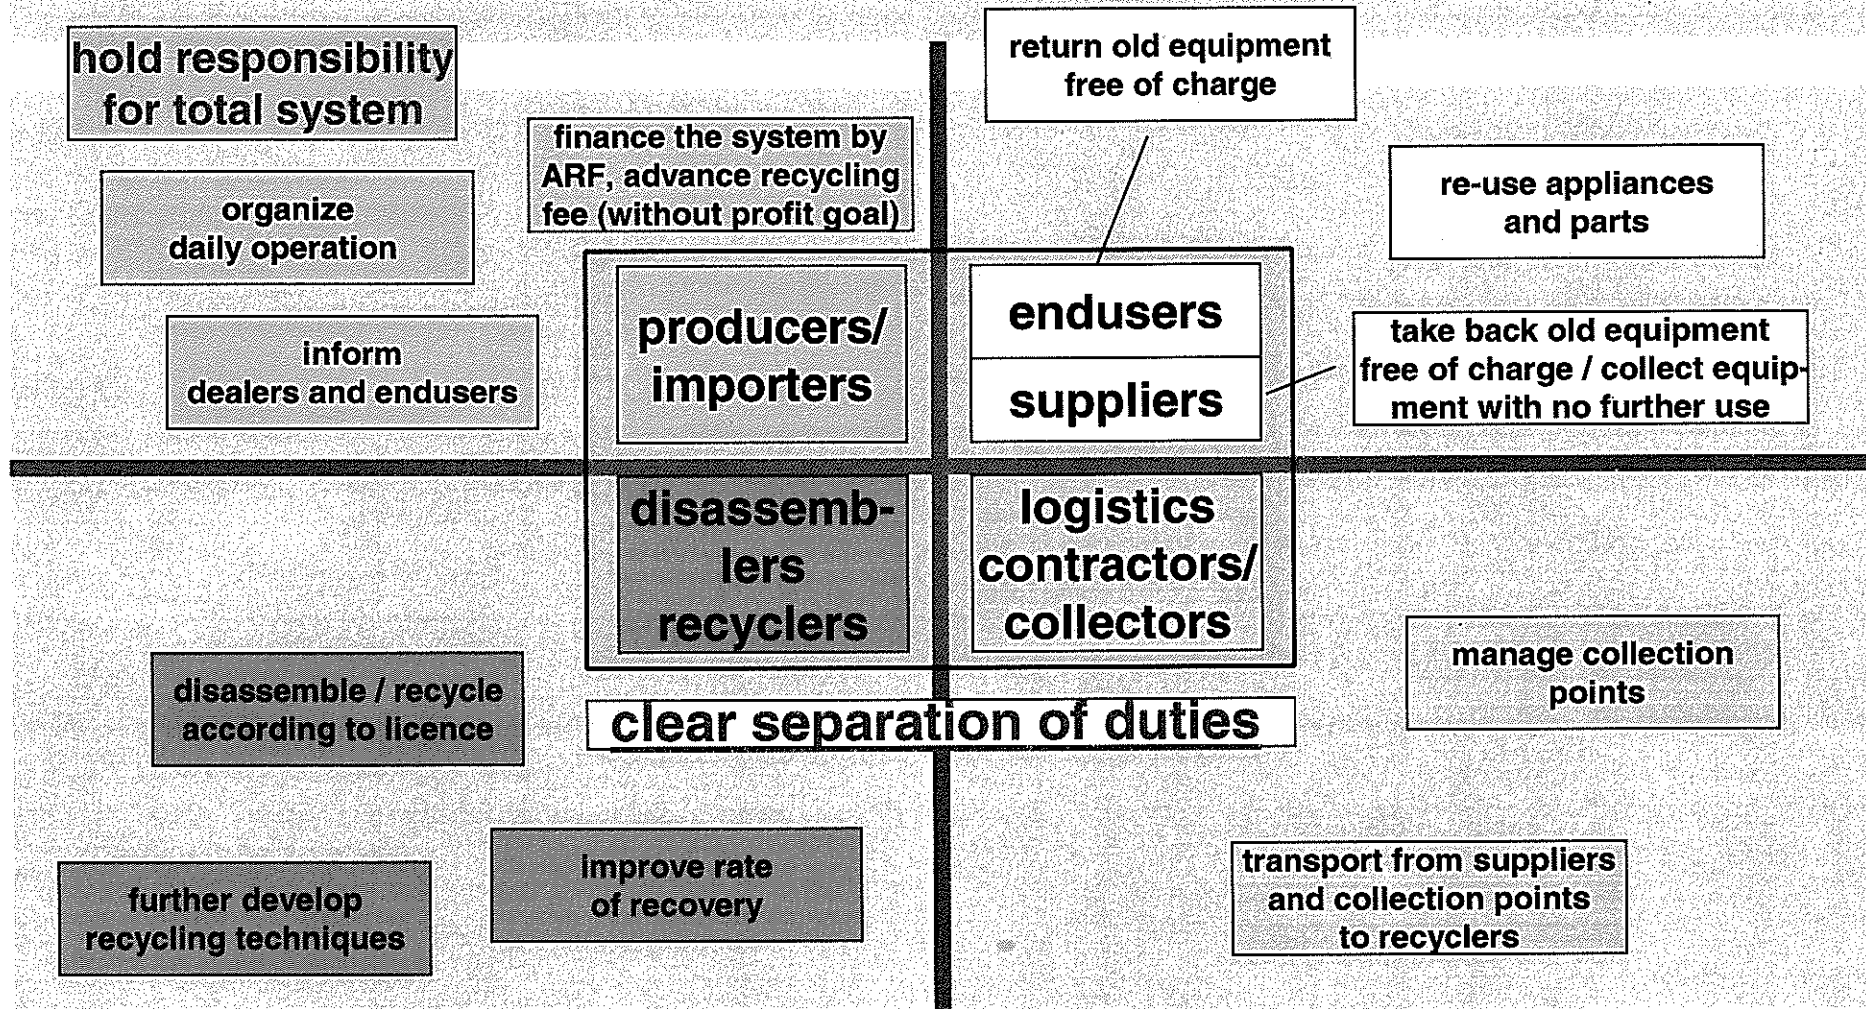 hold responsibility
for total system
organize
daily operation
inform
dealers and endusers
finance the system by
ARF, advance recycling
fee (without profit goal)
producers/
importers
return old equipment
free of charge
re-use appliances
and parts
endusers
suppliers
take back old equipment
free of charge / collect equip-
ment with no further use
disassemb-
lers
recyclers
logistics
contractors/
collectors
clear separation of duties
disassemble / recycle
according to licence
further develop
recycling techniques
improve rate
of recovery
manage collection
points
transport from suppliers
and collection points
to recyclers